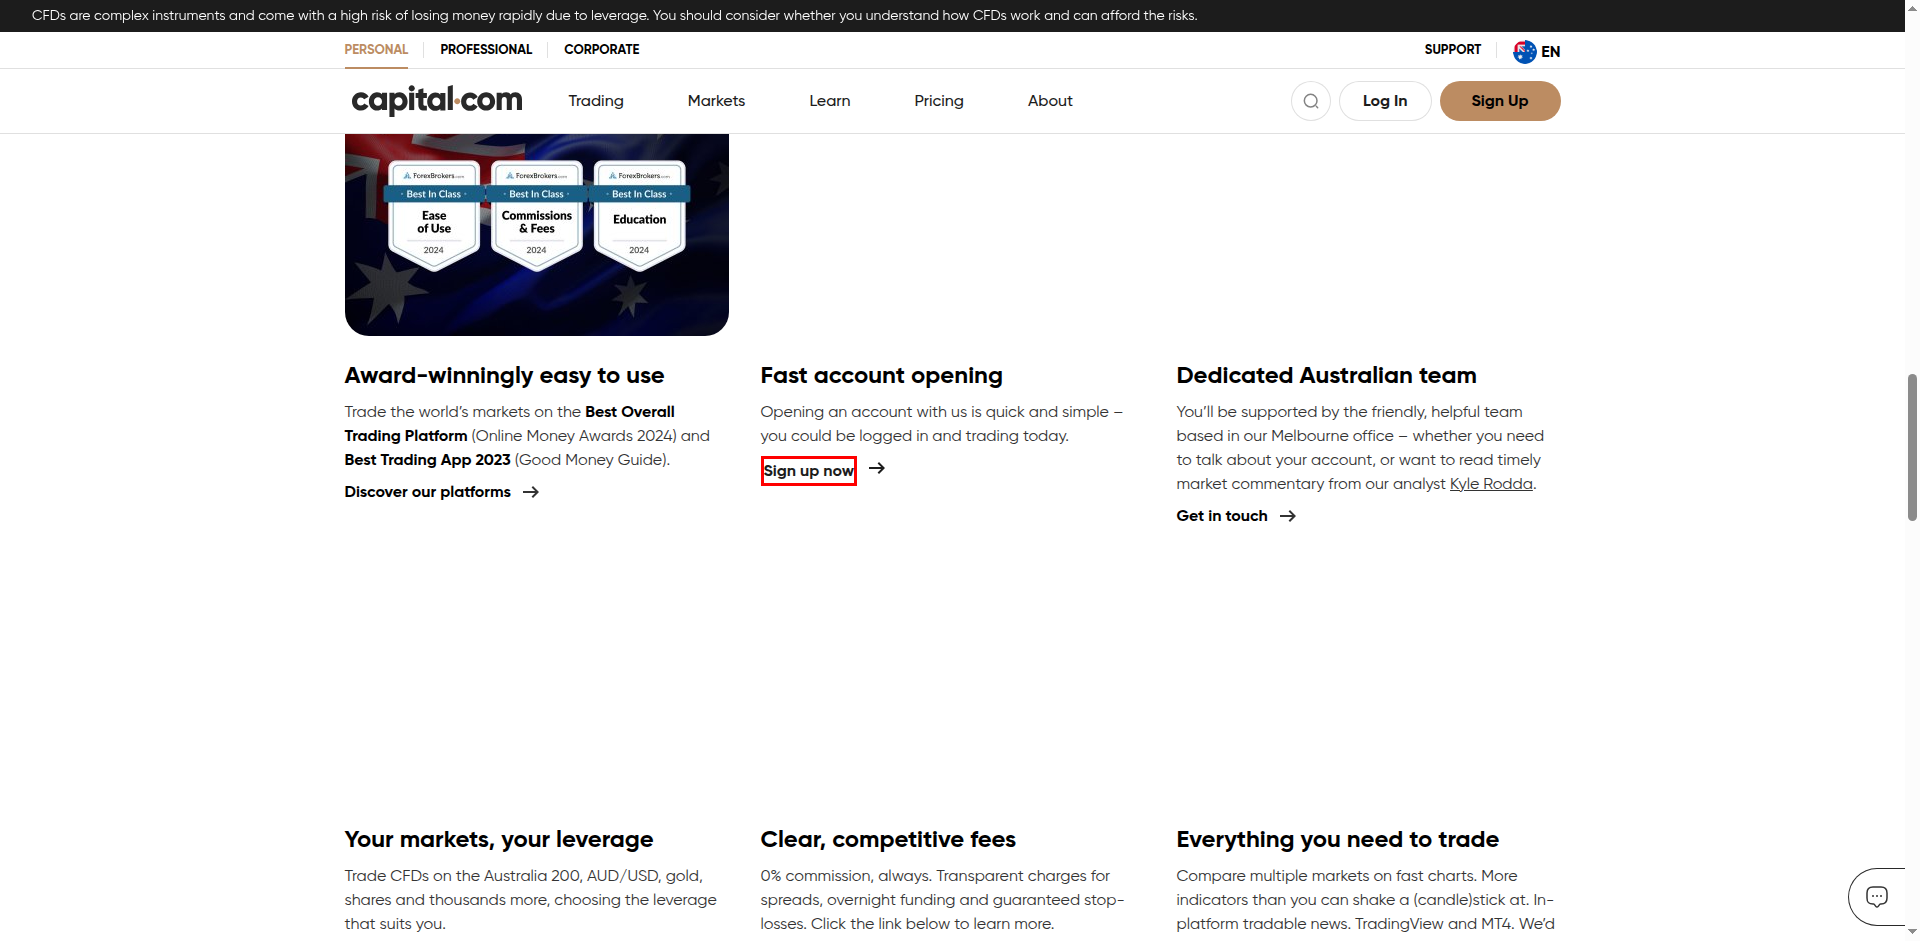 CFDs are complex instruments and come with a high risk of losing money rapidly due to leverage. You should consider whether you understand how CFDs work and can afford the risks.
PERSONAL PROFESSIONAL CORPORATE SUPPORT EN
capital.com Trading Markets Learn Pricing About Log In Sign Up
ForexBrokers.com ForexBrokers.com ForexBrokers.com
· Best In Class · · Best In Class · · Best In Class ·
Ease of Use Commissions & Fees Education
2024 2024 2024
Award-winningly easy to use
Trade the world’s markets on the Best Overall
Trading Platform (Online Money Awards 2024) and
Best Trading App 2023 (Good Money Guide).
Discover our platforms →
Fast account opening
Opening an account with us is quick and simple –
you could be logged in and trading today.
Sign up now →
Dedicated Australian team
You’ll be supported by the friendly, helpful team
based in our Melbourne office – whether you need
to talk about your account, or want to read timely
market commentary from our analyst Kyle Rodda.
Get in touch →
Your markets, your leverage
Trade CFDs on the Australia 200, AUD/USD, gold,
shares and thousands more, choosing the leverage
that suits you.
Clear, competitive fees
0% commission, always. Transparent charges for
spreads, overnight funding and guaranteed stop-
losses. Click the link below to learn more.
Everything you need to trade
Compare multiple markets on fast charts. More
indicators than you can shake a (candle)stick at. In-
platform tradable news. TradingView and MT4. We’d